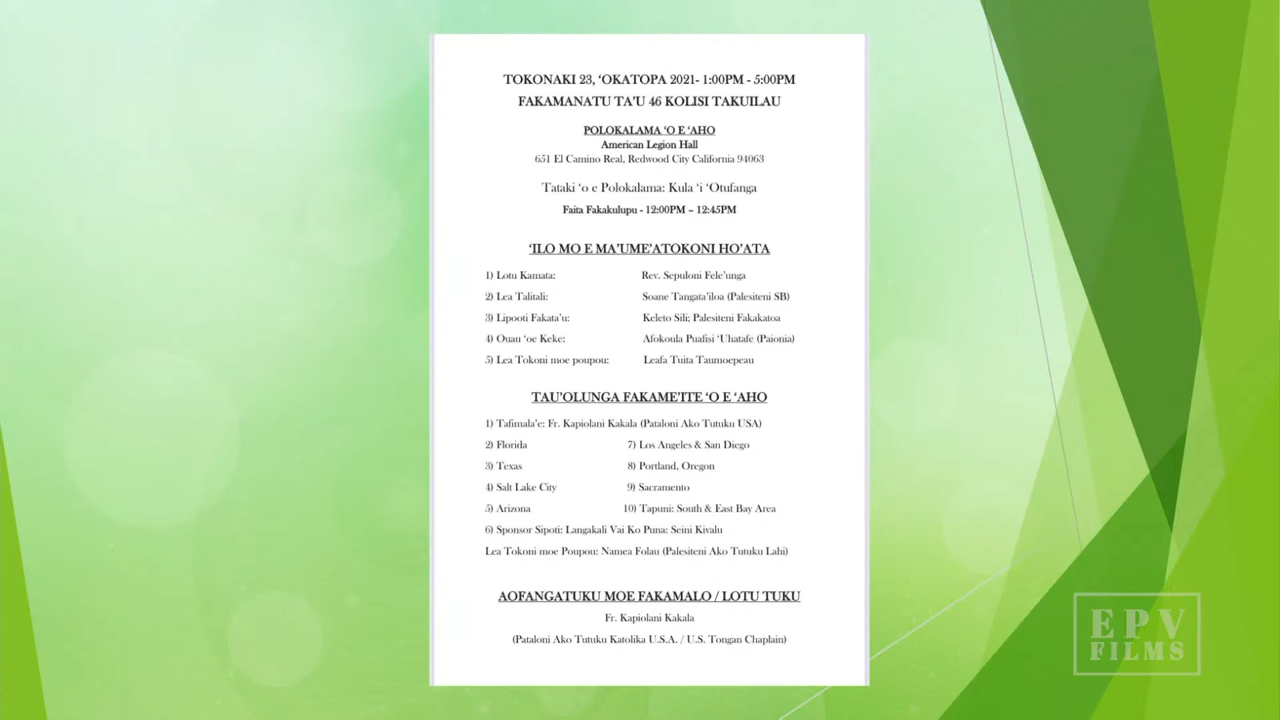 TOKONAKI 23, ‘OKATOPA 2021- 1:00PM - 5:00PM
FAKAMANATU TA’U 46 KOLISI TAKUILAU
POLOKALAMA ‘O E ‘AHO
American Legion Hall
651 El Camino Real, Redwood City California 94063
Tataki ‘o e Polokalama: Kula ‘i ‘Otufanga
Faita Fakakulupu - 12:00PM – 12:45PM
‘ILO MO E MA’UME’ATOKONI HO’ATA
1) Lotu Kamata: Rev. Sepuloni Fele’unga
2) Lea Talitali: Soane Tangata’iloa (Palesiteni SB)
3) Lipooti Fakata’u: Keleto Sili; Palesiteni Fakakatoa
4) Ouau ‘oe Keke: Afokoula Puafisi ‘Uhatafe (Paionia)
5) Lea Tokoni moe poupou: Leafa Tuita Taumoepeau
TAU’OLUNGA FAKAME’ITE ‘O E ‘AHO
1) Tafimala’e: Fr. Kapiolani Kakala (Pataloni Ako Tutuku USA)
2) Florida 7) Los Angeles & San Diego
3) Texas 8) Portland, Oregon
4) Salt Lake City 9) Sacramento
5) Arizona 10) Tapuni: South & East Bay Area
6) Sponsor Sipoti: Langakali Vai Ko Puna: Seini Kivalu
Lea Tokoni moe Poupou: Namea Folau (Palesiteni Ako Tutuku Lahi)
AOFANGATUKU MOE FAKAMALO / LOTU TUKU
Fr. Kapiolani Kakala
(Pataloni Ako Tutuku Katolika U.S.A. / U.S. Tongan Chaplain)
EPV
FILMS